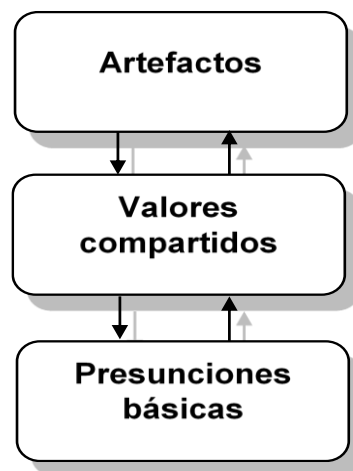 Artefactos
Valores
compartidos
Presunciones
básicas